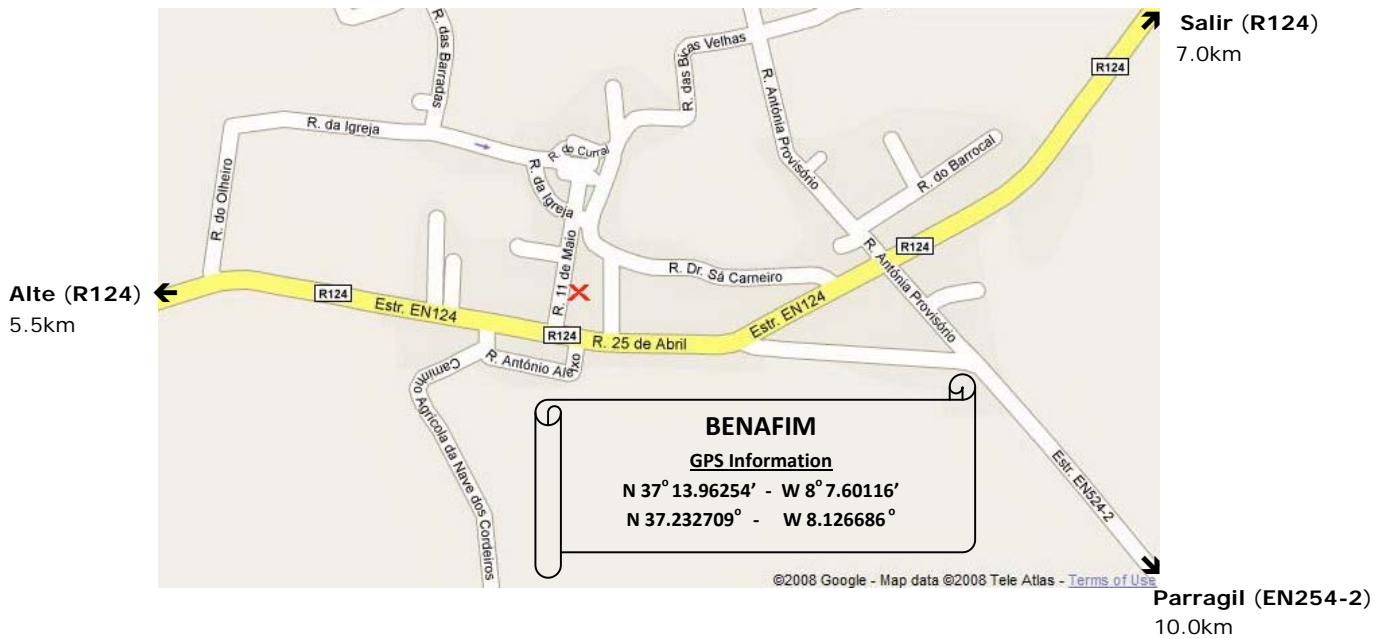 Salir (R124)
7.0km
R. das Barradas
R. das Bicas Velhas
R124
R. da Igreja
R. do Curral
R. Antónia Provisório
R. do Barrocal
R. do Olheiro
R. da Igreja
R. 11 de Maio
R. Dr. Sá Carneiro
R124
R. Antónia Provisório
Alte (R124)
5.5km
R124
Estr. EN124
R124
R. 25 de Abril
Estr. EN124
R. António Aleixo
Caminho Agrícola da Nave dos Cordeiros
BENAFIM
GPS Information
N 37° 13.96254’ - W 8° 7.60116’
N 37.232709° - W 8.126686°
Estr. EN524-2
©2008 Google - Map data ©2008 Tele Atlas - Terms of Use
Parragil (EN254-2)
10.0km